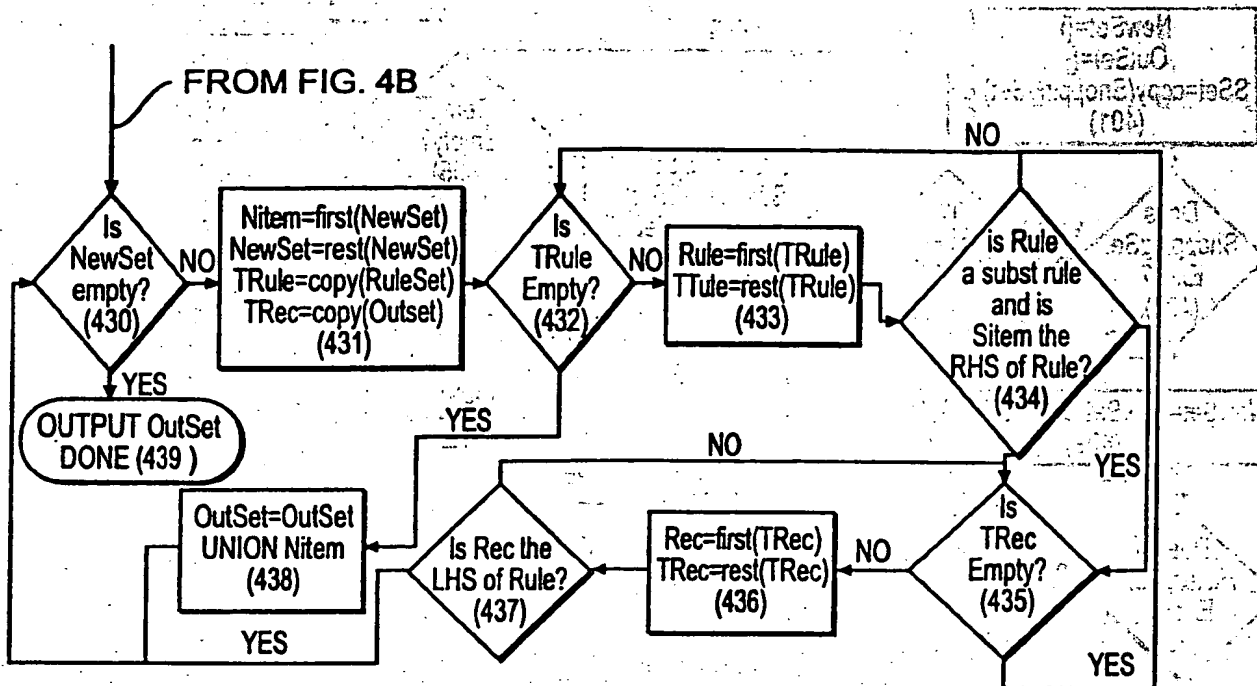 FROM FIG. 4B
Is
NewSet
empty?
(430)
NO
Nitem=first(NewSet)
NewSet=rest(NewSet)
TRule=copy(RuleSet)
TRec=copy(Outset)
(431)
Is
TRule
Empty?
(432)
NO
Rule=first(TRule)
TTule=rest(TRule)
(433)
NO
is Rule
a subst rule
and is
Sitem the
RHS of Rule?
(434)
YES
OUTPUT OutSet
DONE (439 )
YES
NO
YES
OutSet=OutSet
UNION Nitem
(438)
Is Rec the
LHS of Rule?
(437)
Rec=first(TRec)
TRec=rest(TRec)
(436)
NO
Is
TRec
Empty?
(435)
YES
YES
NewSet={}
OutSet={}
(401)